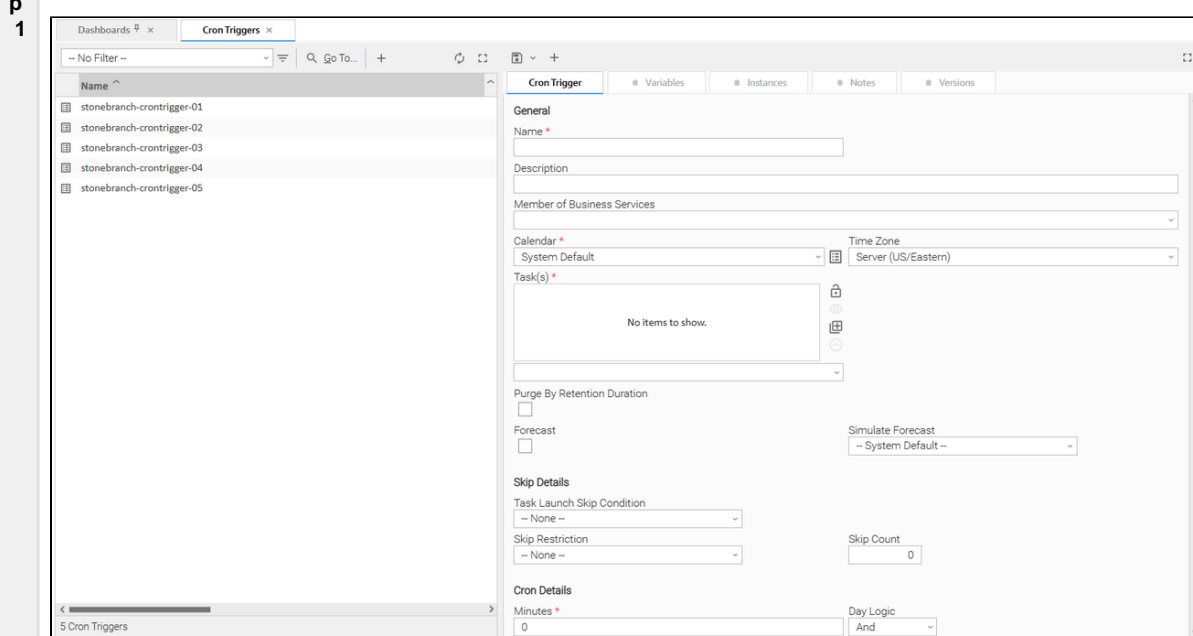 p
1
Dashboards ×
Cron Triggers ×
-- No Filter --
Go To...
Name
stonebranch-crontrigger-01
stonebranch-crontrigger-02
stonebranch-crontrigger-03
stonebranch-crontrigger-04
stonebranch-crontrigger-05
5 Cron Triggers
Cron Trigger
Variables
Instances
Notes
Versions
General
Name *
Description
Member of Business Services
Calendar *
Time Zone
System Default
Server (US/Eastern)
Task(s) *
No items to show.
Purge By Retention Duration
Forecast
Simulate Forecast
-- System Default --
Skip Details
Task Launch Skip Condition
-- None --
Skip Restriction
Skip Count
-- None --
0
Cron Details
Minutes *
Day Logic
0
And